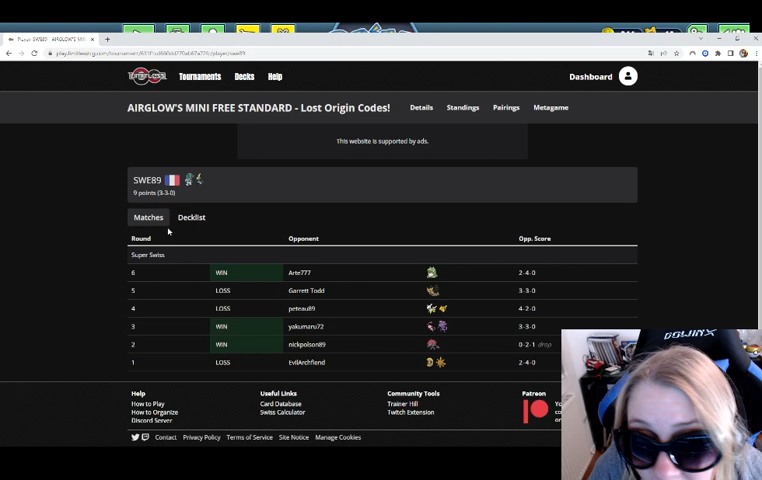 Tournaments Decks Help Dashboard
AIRGLOW'S MINI FREE STANDARD - Lost Origin Codes! Details Standings Pairings Metagame
This website is supported by ads.
SWE89
9 points (3-3-0)
Matches Decklist
Round Opponent Opp. Score
Super Swiss
6 WIN Arte777 2-4-0
5 LOSS Garrett Todd 3-3-0
4 LOSS peteau89 4-2-0
3 WIN yakumaru72 3-3-0
2 WIN nickpolson89 0-2-1 drop
1 LOSS EvilArchfiend 2-4-0
Help Useful Links Community Tools Patreon
How to Play Card Database Trainer Hill
How to Organize Swiss Calculator Twitch Extension
Discord Server
Contact Privacy Policy Terms of Service Site Notice Manage Cookies